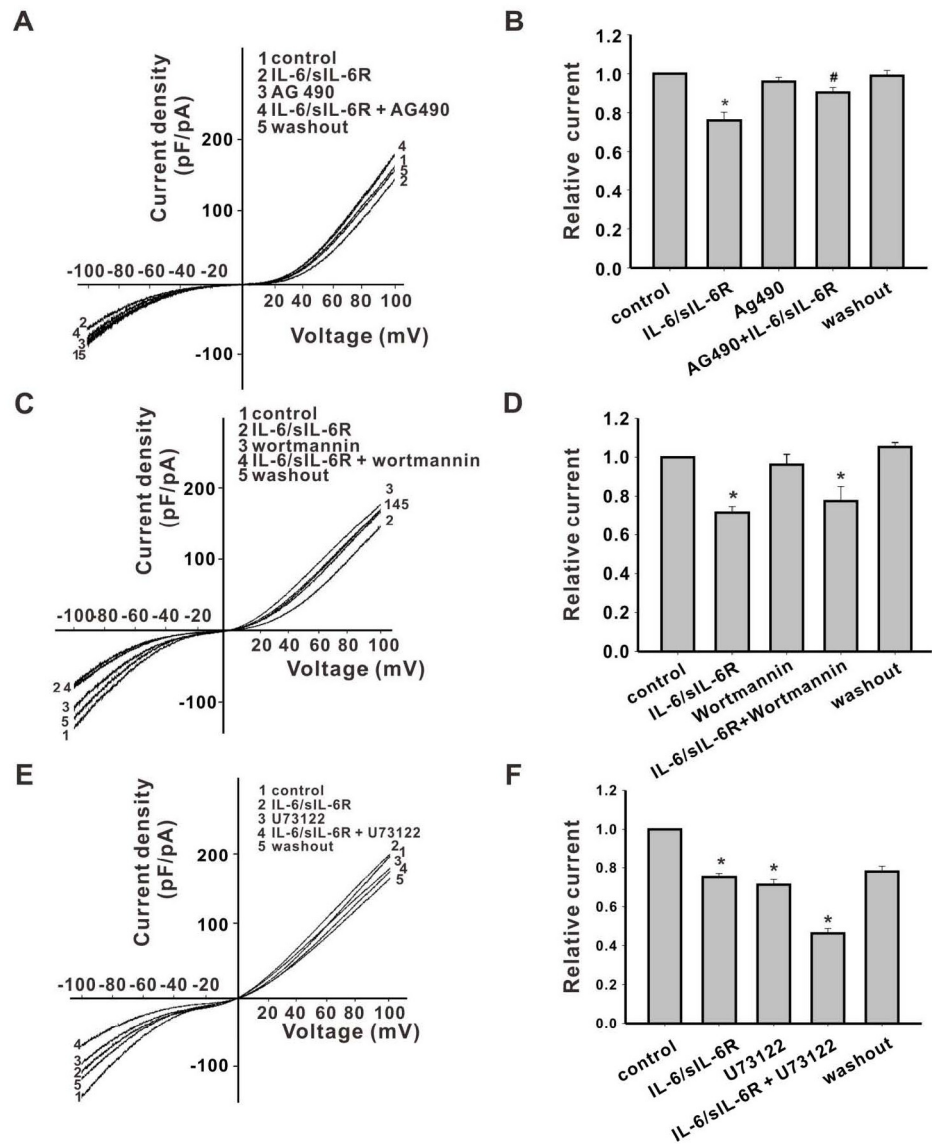 A
1 control
2 IL-6/sIL-6R
3 AG 490
4 IL-6/sIL-6R + AG490
5 washout
Current density
(pF/pA)
200
100
-100
-100 -80 -60 -40 -20
20 40 60 80 100
Voltage (mV)
4
1
5
2
2
4
3
15
B
Relative current
1.2
1.0
0.8
0.6
0.4
0.2
0.0
*
#
control
IL-6/sIL-6R
Ag490
AG490+IL-6/sIL-6R
washout
C
1 control
2 IL-6/sIL-6R
3 wortmannin
4 IL-6/sIL-6R + wortmannin
5 washout
Current density
(pF/pA)
200
100
-100
-100-80 -60 -40 -20
20 40 60 80 100
Voltage (mV)
3
145
2
2 4
3
5
1
D
Relative current
1.2
1.0
0.8
0.6
0.4
0.2
0.0
*
*
control
IL-6/sIL-6R
Wortmannin
IL-6/sIL-6R+Wortmannin
washout
E
1 control
2 IL-6/sIL-6R
3 U73122
4 IL-6/sIL-6R + U73122
5 washout
Current density
(pF/pA)
200
100
-100
-100 -80 -60 -40 -20
20 40 60 80 100
Voltage (mV)
2
1
3
4
5
4
3
2
5
1
F
Relative current
1.2
1.0
0.8
0.6
0.4
0.2
0.0
*
*
*
control
IL-6/sIL-6R
U73122
IL-6/sIL-6R + U73122
washout